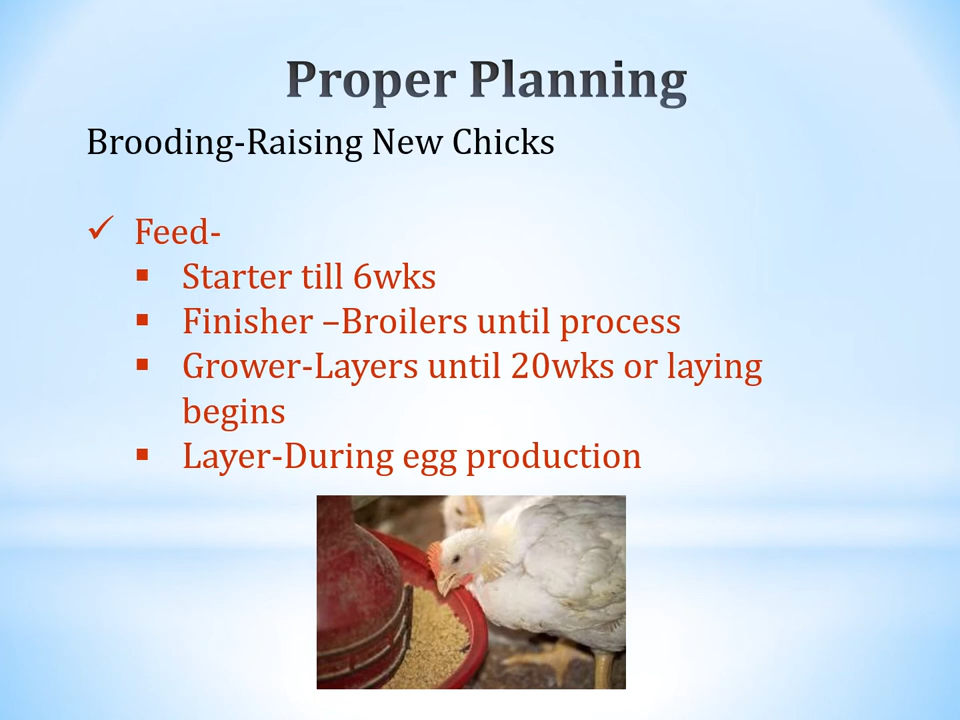 Proper Planning
Brooding-Raising New Chicks
✓ Feed-
▪ Starter till 6wks
▪ Finisher –Broilers until process
▪ Grower-Layers until 20wks or laying
begins
▪ Layer-During egg production